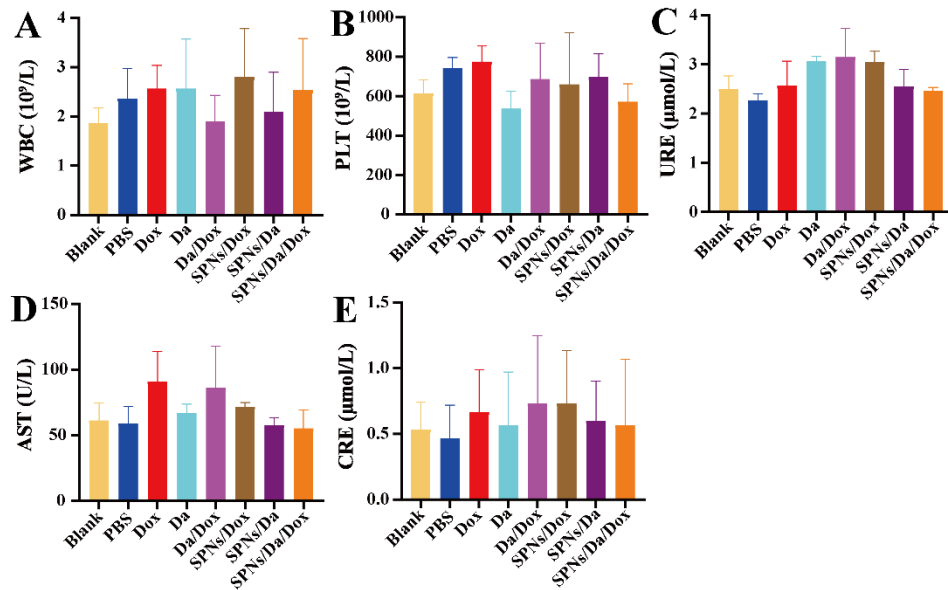 A
WBC (10⁹/L)
4
3
2
1
0
Blank
PBS
Dox
Da
Da/Dox
SPNs/Dox
SPNs/Da
SPNs/Da/Dox
B
PLT (10⁹/L)
1000
800
600
400
200
0
Blank
PBS
Dox
Da
Da/Dox
SPNs/Dox
SPNs/Da
SPNs/Da/Dox
C
URE (μmol/L)
4
3
2
1
0
Blank
PBS
Dox
Da
Da/Dox
SPNs/Dox
SPNs/Da
SPNs/Da/Dox
D
AST (U/L)
150
100
50
0
Blank
PBS
Dox
Da
Da/Dox
SPNs/Dox
SPNs/Da
SPNs/Da/Dox
E
CRE (μmol/L)
1.5
1.0
0.5
0.0
Blank
PBS
Dox
Da
Da/Dox
SPNs/Dox
SPNs/Da
SPNs/Da/Dox